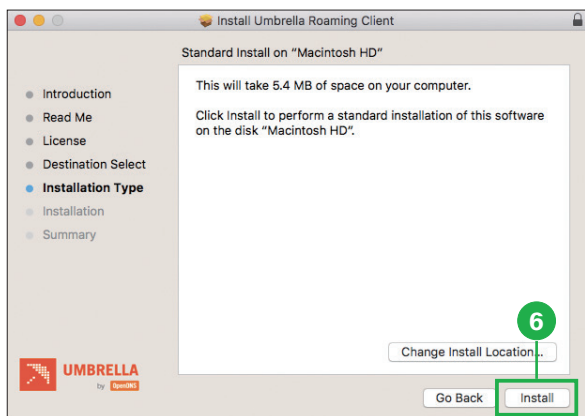 Install Umbrella Roaming Client
Standard Install on "Macintosh HD"
Introduction
Read Me
License
Destination Select
Installation Type
Installation
Summary
This will take 5.4 MB of space on your computer.
Click Install to perform a standard installation of this software
on the disk "Macintosh HD".
6
Change Install Location...
UMBRELLA
by OpenDNS
Go Back
Install